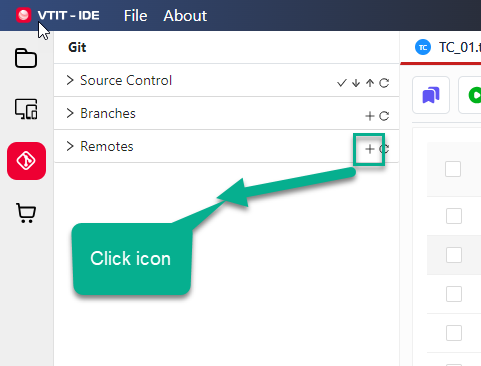 VTIT - IDE File About
Git
TC TC_01.t
Source Control
Branches
Remotes
Click icon